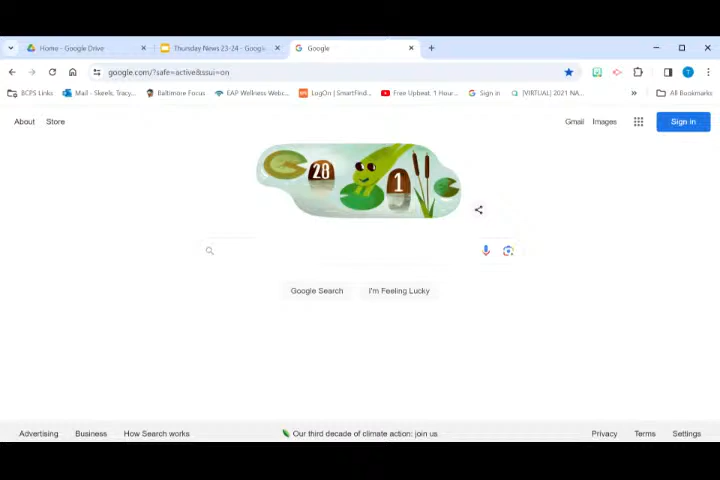 Home - Google Drive
Thursday News 23-24 - Google
Google
google.com/?safe=active&ssui=on
BCPS Links
Mail - Skeels, Tracy...
Baltimore Focus
EAP Wellness Webc...
LogOn | SmartFind...
Free Upbeat: 1 Hour...
Sign in
[VIRTUAL] 2021 NA...
»
All Bookmarks
About
Store
Gmail
Images
Sign in
28
1
Google Search
I'm Feeling Lucky
Advertising
Business
How Search works
Our third decade of climate action: join us
Privacy
Terms
Settings